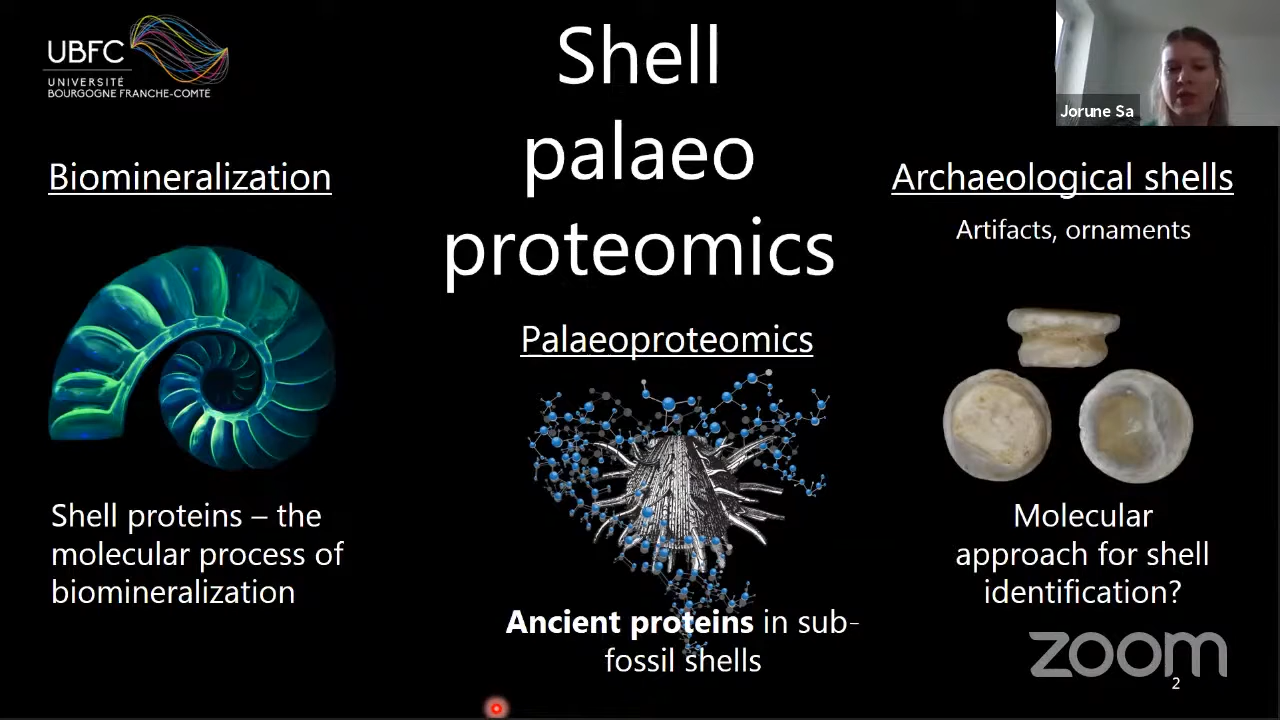 UBFC
UNIVERSITÉ
BOURGOGNE FRANCHE-COMTÉ
Shell
palaeo
proteomics
Jorune Sa
Biomineralization
Shell proteins – the
molecular process of
biomineralization
Palaeoproteomics
Ancient proteins in sub-
fossil shells
Archaeological shells
Artifacts, ornaments
Molecular
approach for shell
identification?
zoom
2